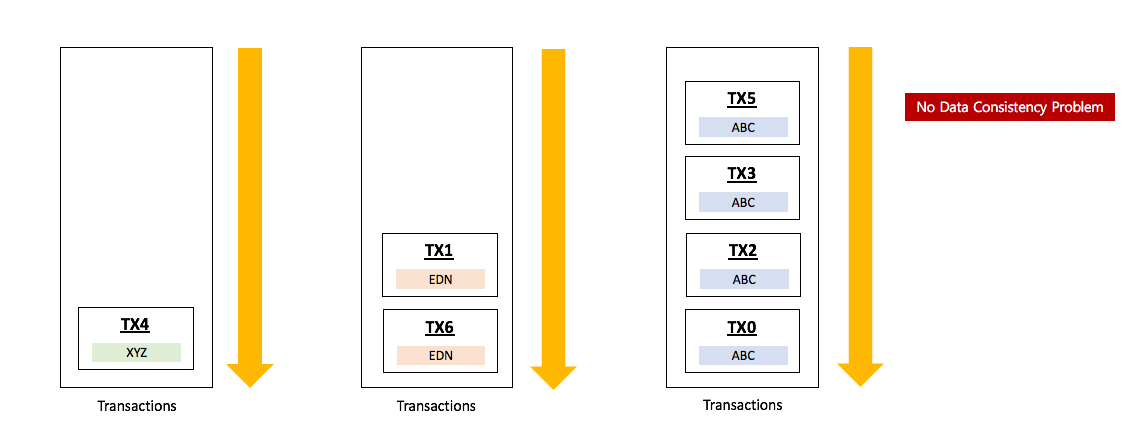 TX4
XYZ
Transactions
TX1
EDN
TX6
EDN
Transactions
TX5
ABC
TX3
ABC
TX2
ABC
TX0
ABC
Transactions
No Data Consistency Problem